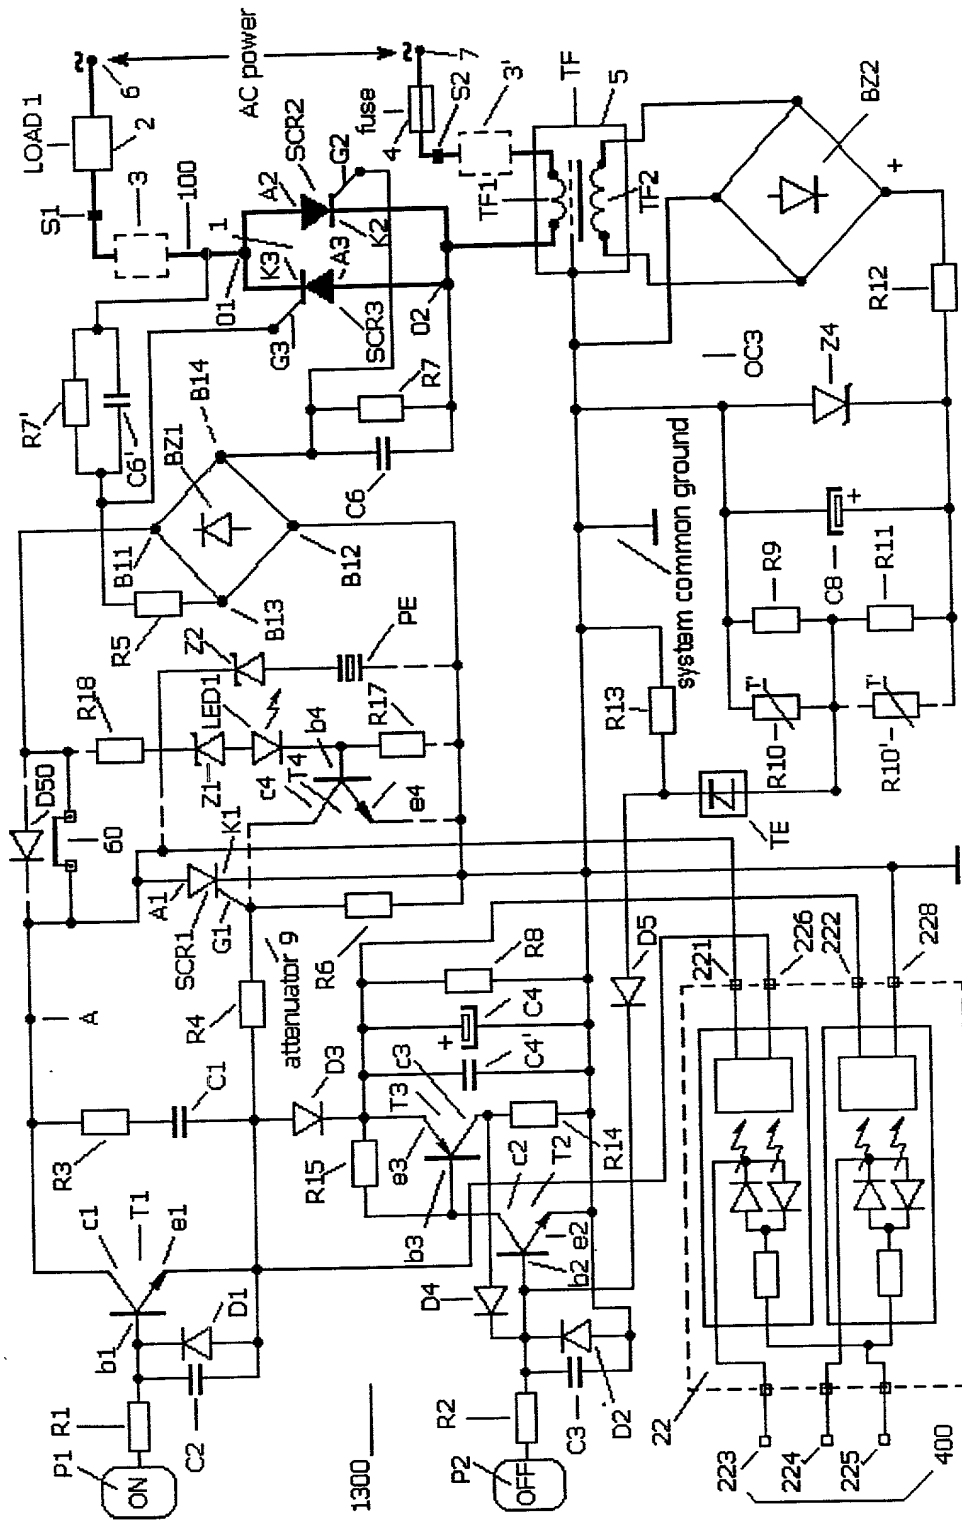 LOAD 1
6
2
S1
3
100
AC power
7
fuse
4
S2
3'
TF
5
TF1
TF2
BZ2
+
1
A2
SCR2
G2
K2
K3
A3
SCR3
G3
01
02
R7'
C6'
B14
BZ1
B11
B12
B13
R5
C6
R7
OC3
Z4
R12
system common ground
R9
C8
+
R11
T'
R10
T'
R10'
R13
TE
Z2
PE
R18
LED1
Z1
b4
R17
c4
T4
e4
D50
60
A1
K1
SCR1
G1
attenuator 9
R6
R4
A
R3
C1
D3
R8
C4
+
C4'
c3
T3
e3
R15
b3
c2
T2
R14
e2
b2
D4
D5
c1
T1
e1
b1
D1
C2
R1
P1
ON
1300
R2
P2
OFF
C3
D2
221
226
222
228
22
223
224
225
400